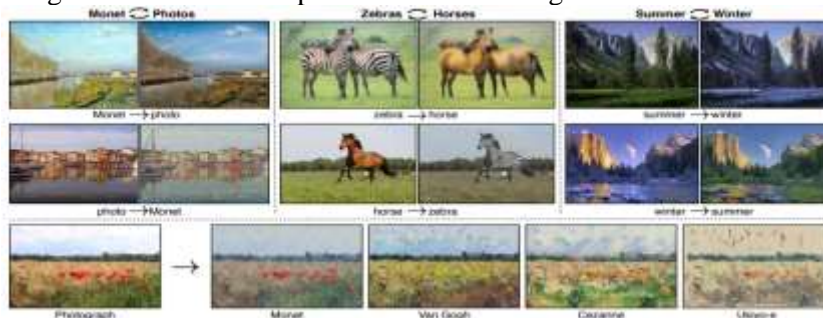 Monet Photos Zebras Horses Summer Winter
Monet → photo zebra → horse summer → winter
photo → Monet horse → zebra winter → summer
Photograph → Monet Van Gogh Cezanne Ukiyo-e